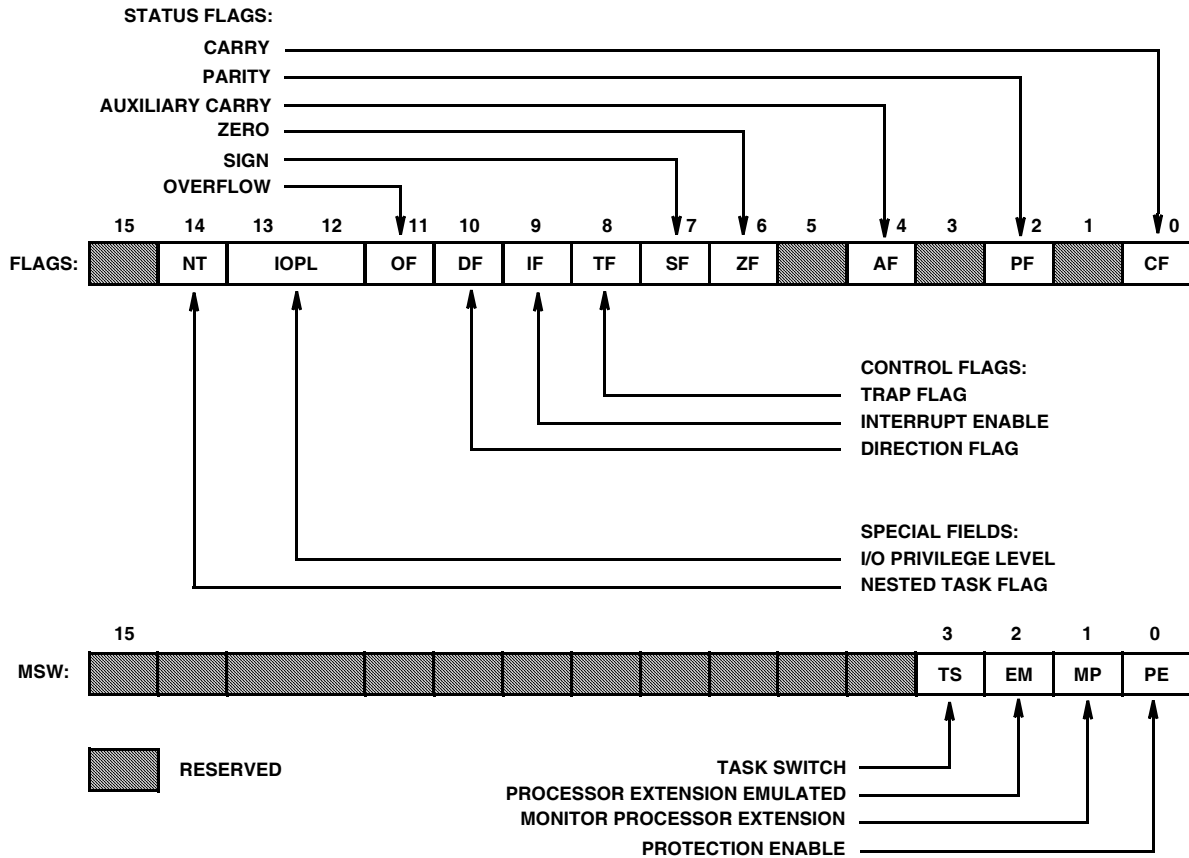 STATUS FLAGS:
CARRY
PARITY
AUXILIARY CARRY
ZERO
SIGN
OVERFLOW
15 14 13 12 11 10 9 8 7 6 5 4 3 2 1 0
FLAGS: NT IOPL OF DF IF TF SF ZF AF PF CF
CONTROL FLAGS:
TRAP FLAG
INTERRUPT ENABLE
DIRECTION FLAG
SPECIAL FIELDS:
I/O PRIVILEGE LEVEL
NESTED TASK FLAG
15 3 2 1 0
MSW: TS EM MP PE
RESERVED
TASK SWITCH
PROCESSOR EXTENSION EMULATED
MONITOR PROCESSOR EXTENSION
PROTECTION ENABLE